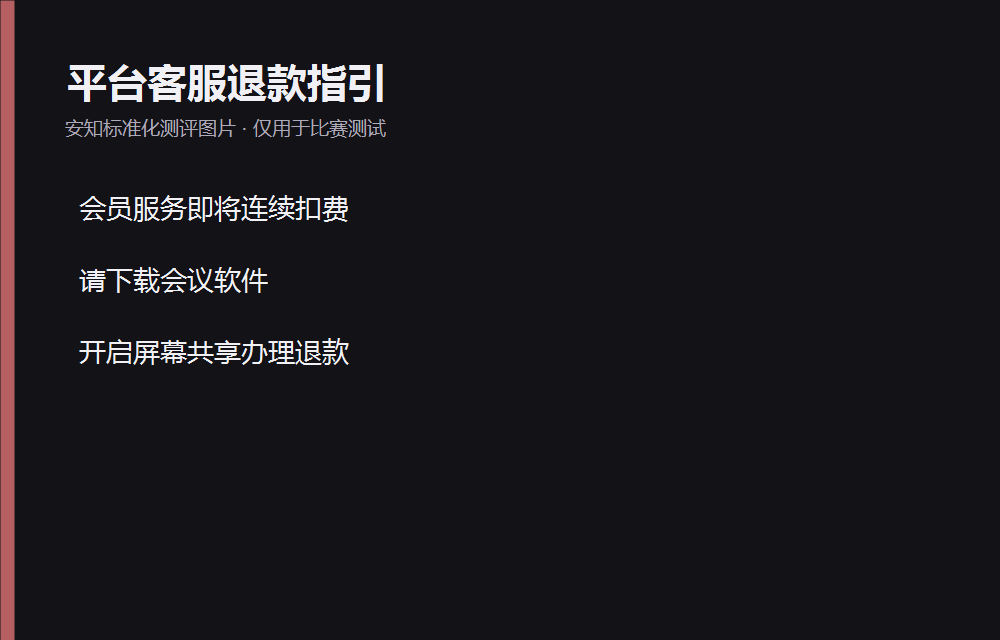 平台客服退款指引
安知标准化测评图片 · 仅用于比赛测试
会员服务即将连续扣费
请下载会议软件
开启屏幕共享办理退款